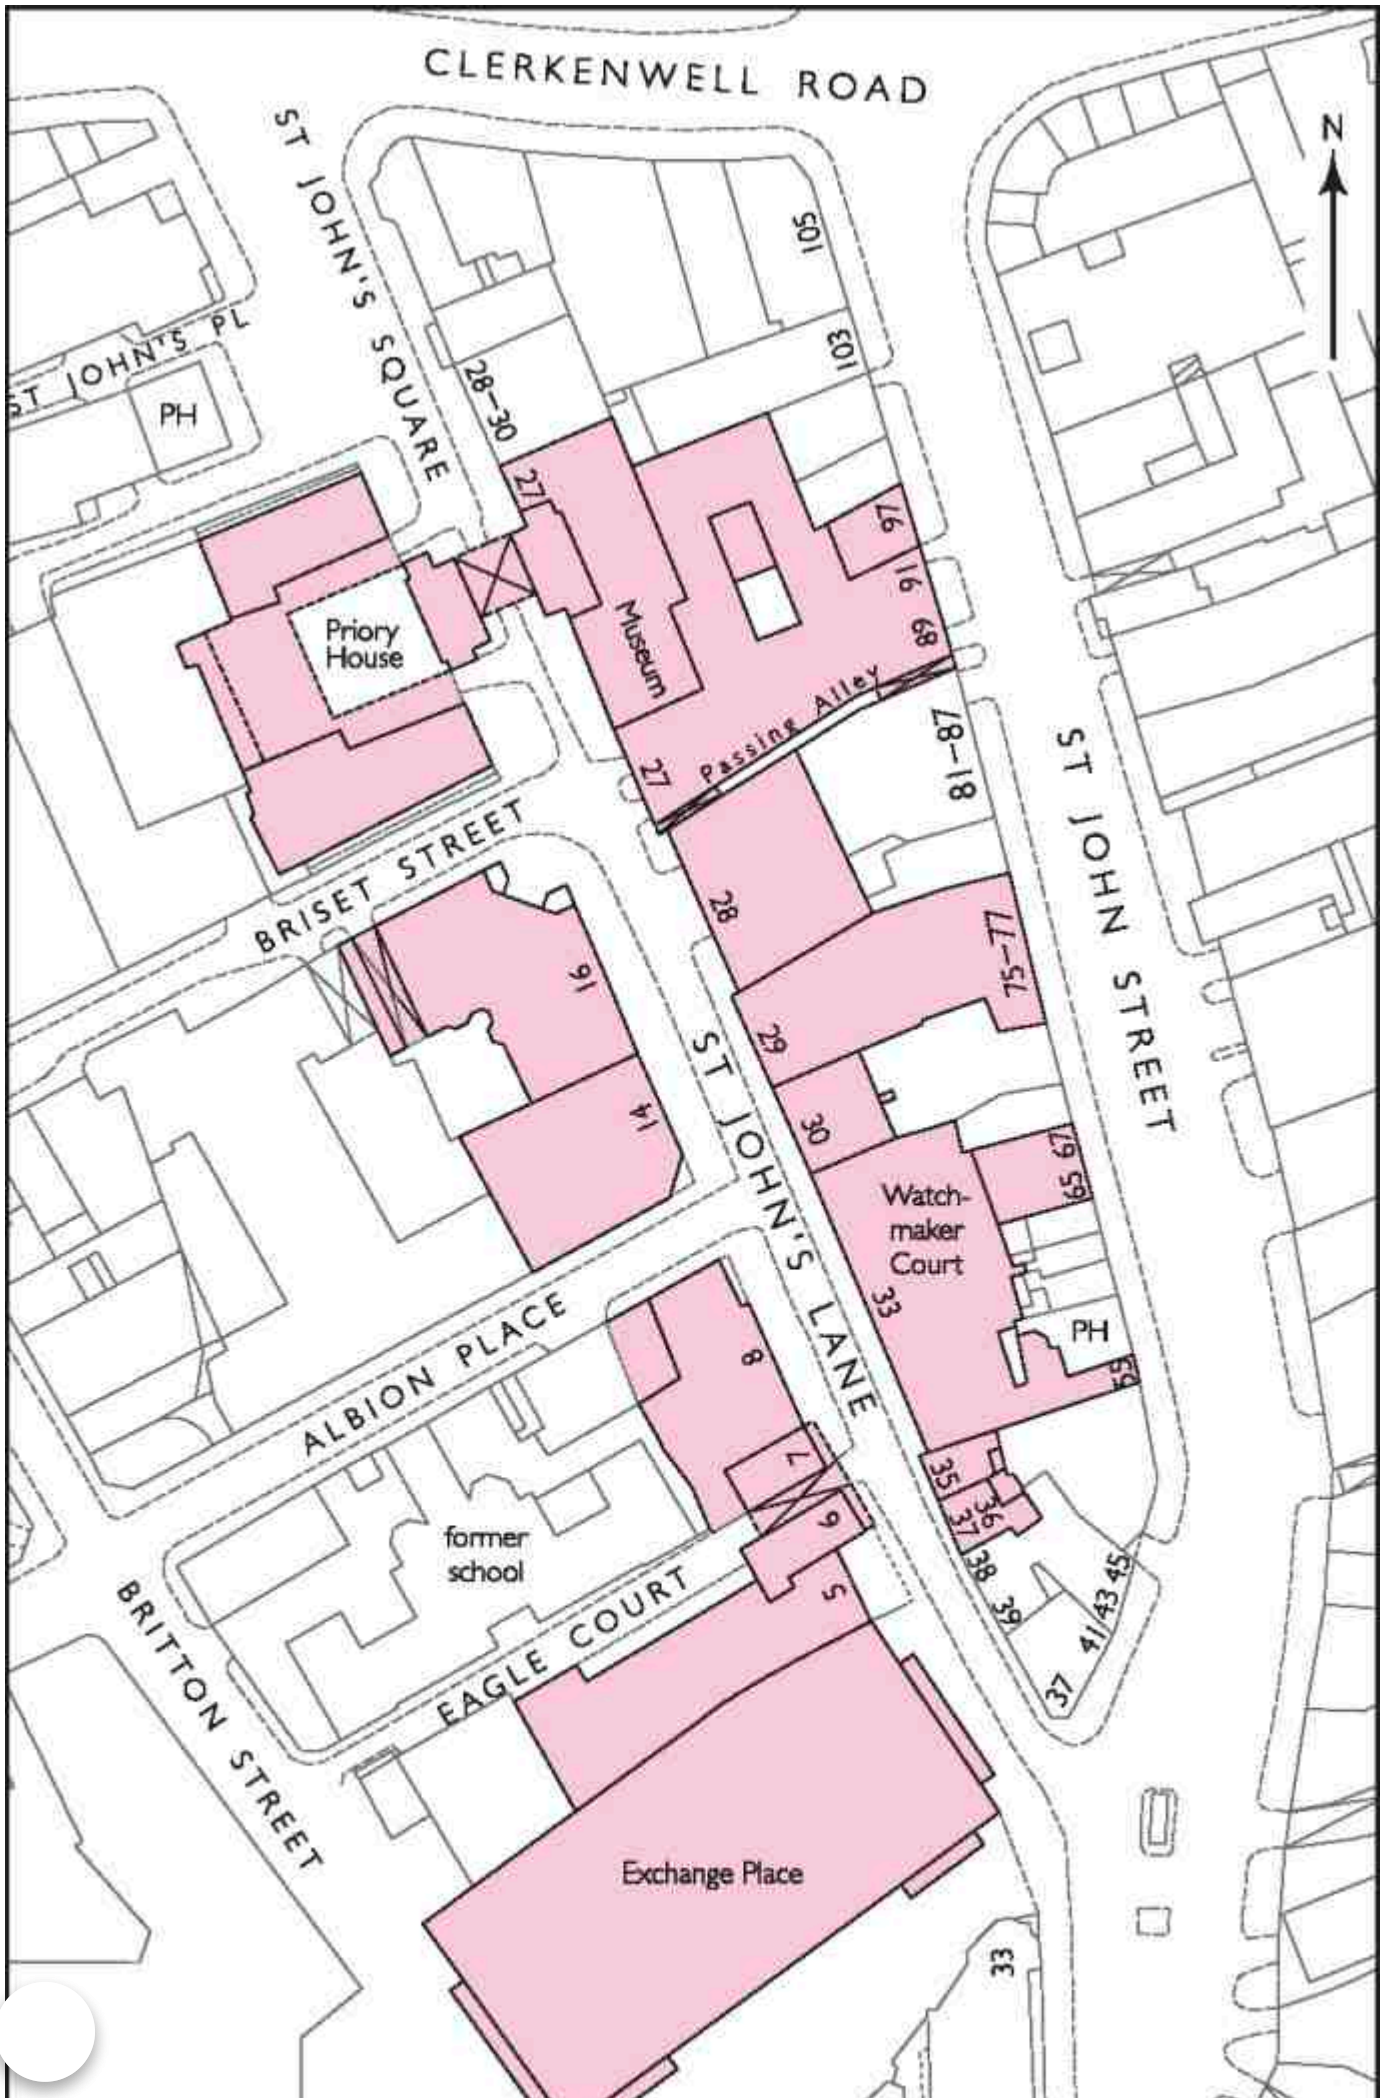 CLERKENWELL ROAD
N
ST JOHN'S SQUARE
105
ST JOHN'S PL
103
PH
28–30
27
97
91
89
Priory
House
Museum
Passing Alley
27
81–87
ST JOHN STREET
BRISET STREET
28
75–77
16
29
ST JOHN'S LANE
14
30
67
65
Watch-
maker
Court
33
PH
ALBION PLACE
8
55
7
35
36
37
6
former
school
38
45
5
39
43
41
EAGLE COURT
BRITTON STREET
37
Exchange Place
33